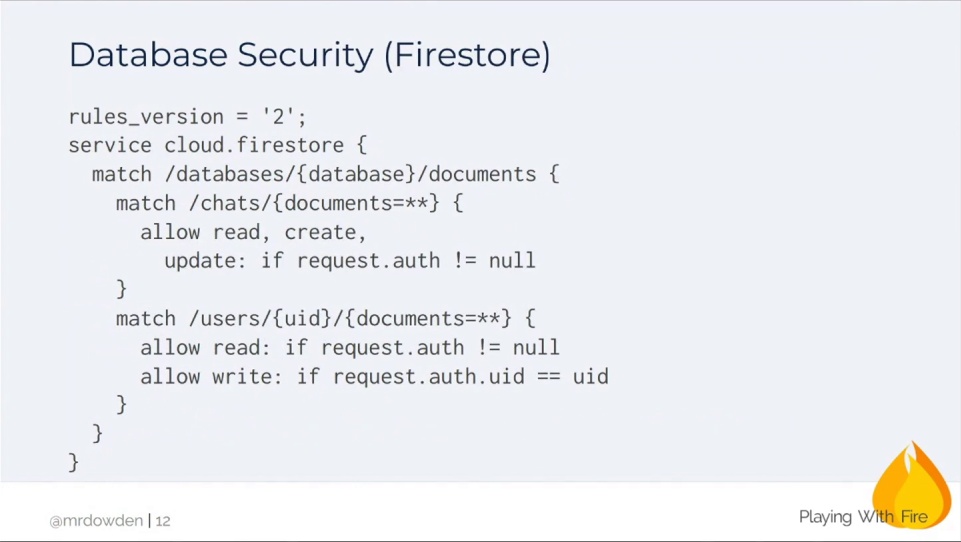 Database Security (Firestore)
rules_version = '2';
service cloud.firestore {
  match /databases/{database}/documents {
    match /chats/{documents=**} {
      allow read, create,
        update: if request.auth != null
    }
    match /users/{uid}/{documents=**} {
      allow read: if request.auth != null
      allow write: if request.auth.uid == uid
    }
  }
}
@mrdowden | 12
Playing With Fire